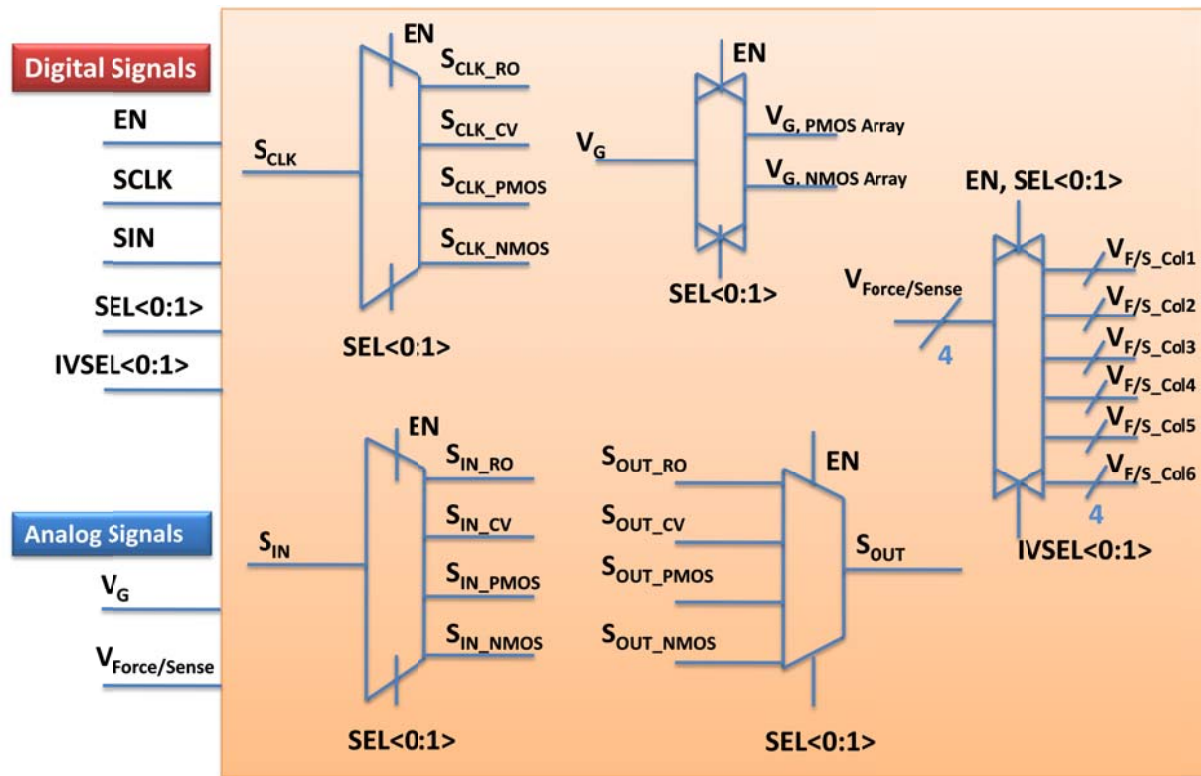 Digital Signals
EN
SCLK
SIN
SEL<0:1>
IVSEL<0:1>
Analog Signals
VG
VForce/Sense
EN
SCLK
SCLK_RO
SCLK_CV
SCLK_PMOS
SCLK_NMOS
SEL<0:1>
EN
VG
VG, PMOS Array
VG, NMOS Array
SEL<0:1>
EN, SEL<0:1>
VForce/Sense
4
VF/S_Col1
VF/S_Col2
VF/S_Col3
VF/S_Col4
VF/S_Col5
VF/S_Col6
4
IVSEL<0:1>
EN
SIN
SIN_RO
SIN_CV
SIN_PMOS
SIN_NMOS
SEL<0:1>
EN
SOUT_RO
SOUT_CV
SOUT_PMOS
SOUT_NMOS
SOUT
SEL<0:1>